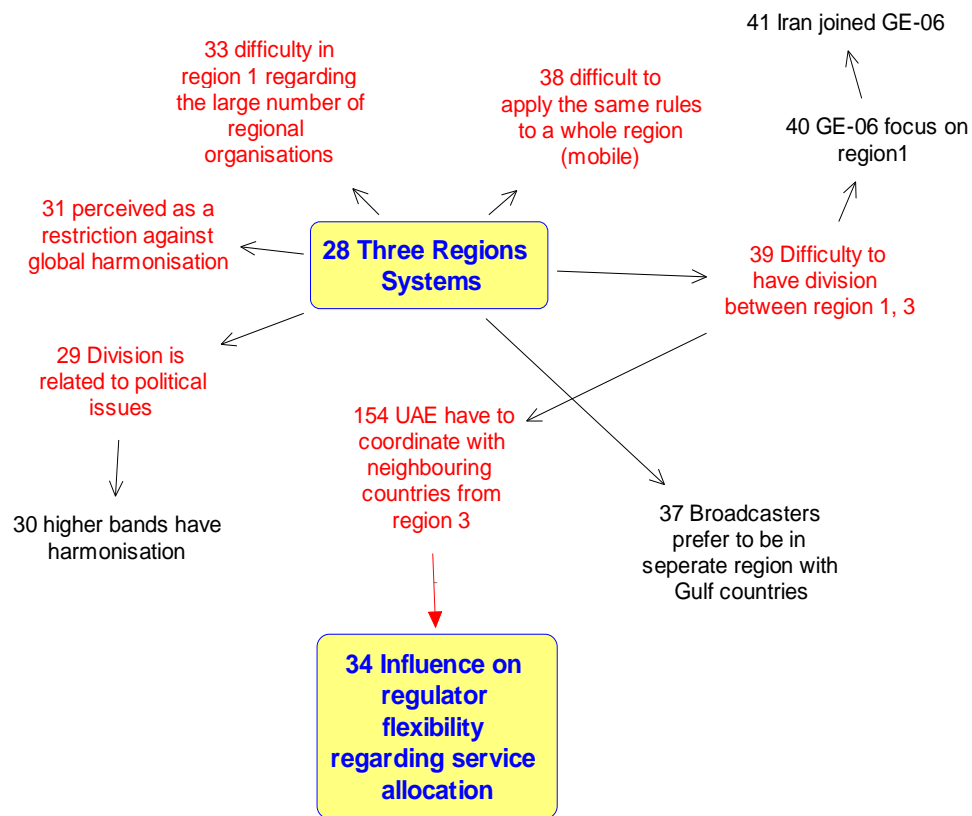 41 Iran joined GE-06
33 difficulty in
region 1 regarding
the large number of
regional
organisations
38 difficult to
apply the same rules
to a whole region
(mobile)
40 GE-06 focus on
region1
31 perceived as a
restriction against
global harmonisation
28 Three Regions
Systems
39 Difficulty to
have division
between region 1, 3
29 Division is
related to political
issues
154 UAE have to
coordinate with
neighbouring
countries from
region 3
30 higher bands have
harmonisation
37 Broadcasters
prefer to be in
seperate region with
Gulf countries
34 Influence on
regulator
flexibility
regarding service
allocation